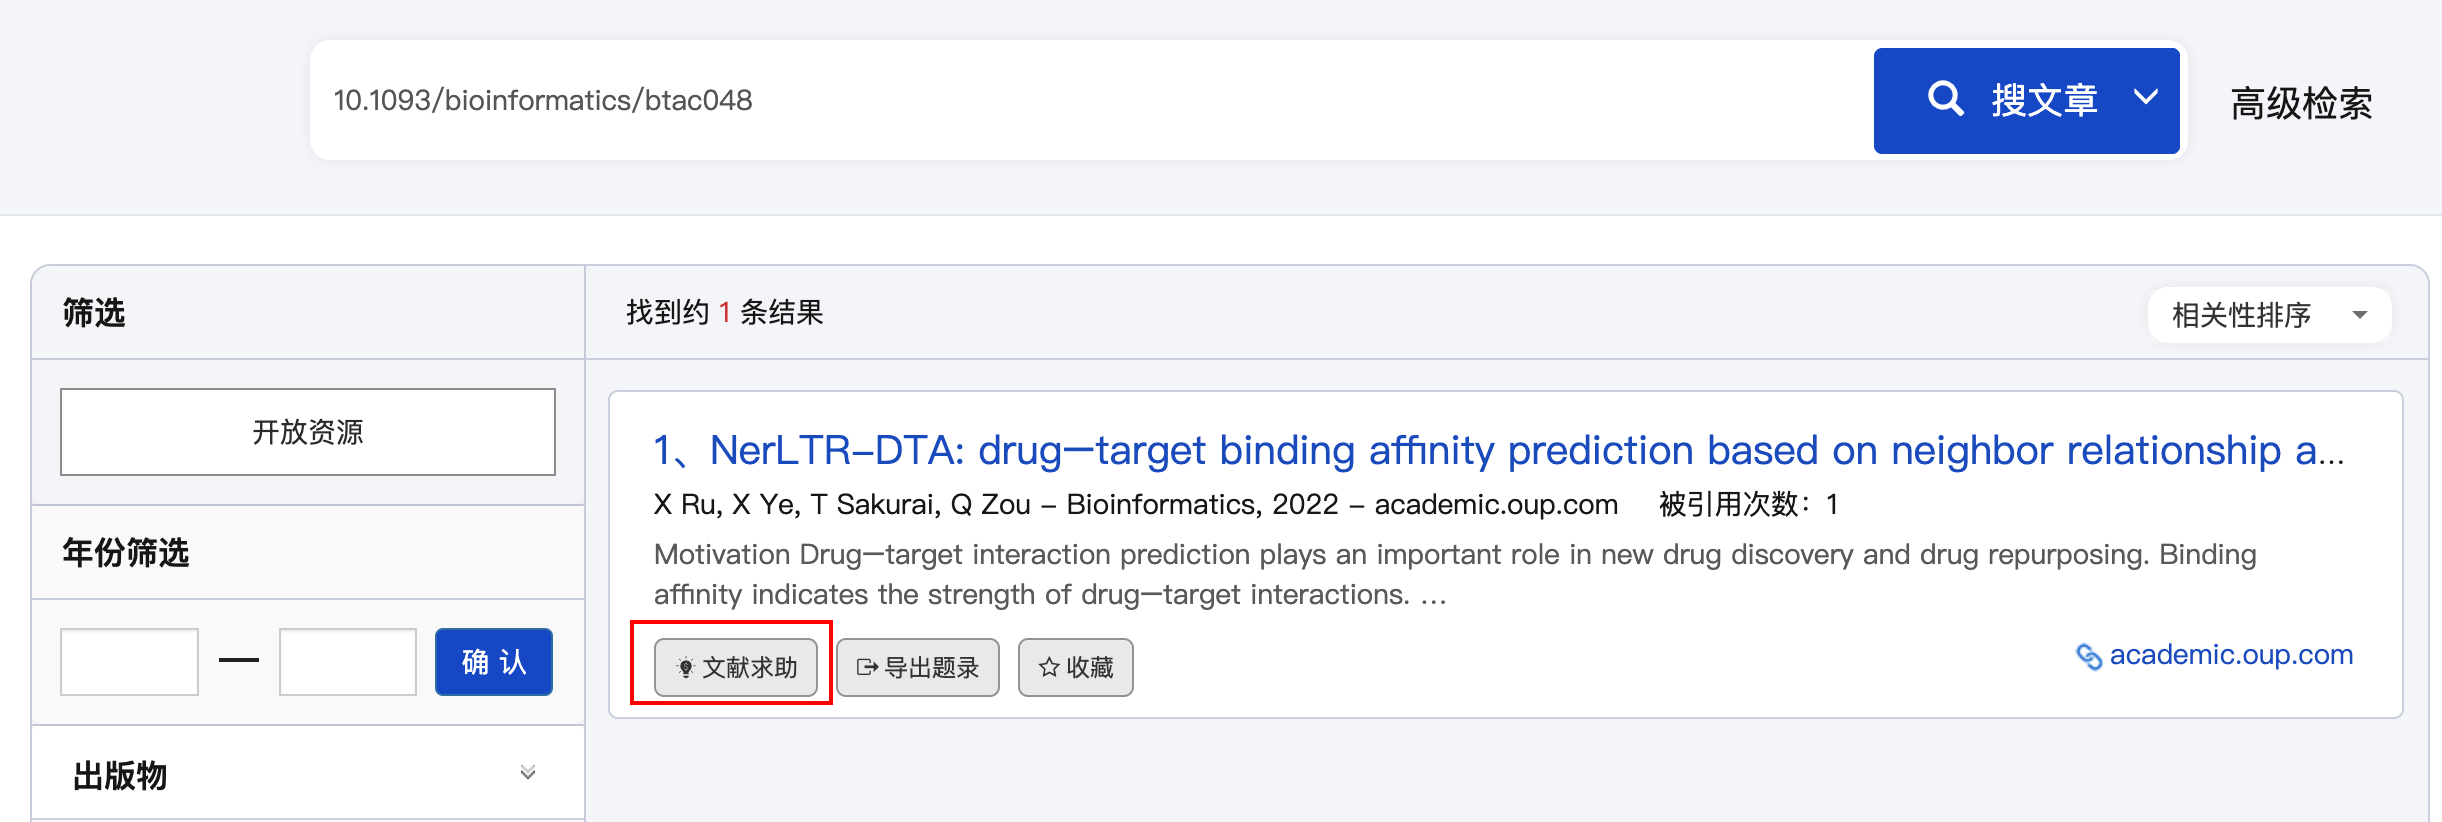 10.1093/bioinformatics/btac048
搜文章
高级检索
筛选
找到约 1 条结果
相关性排序
开放资源
年份筛选
确 认
出版物
1、NerLTR-DTA: drug–target binding affinity prediction based on neighbor relationship a...
X Ru, X Ye, T Sakurai, Q Zou - Bioinformatics, 2022 - academic.oup.com 被引用次数：1
Motivation Drug–target interaction prediction plays an important role in new drug discovery and drug repurposing. Binding
affinity indicates the strength of drug–target interactions. …
文献求助 导出题录 收藏
academic.oup.com